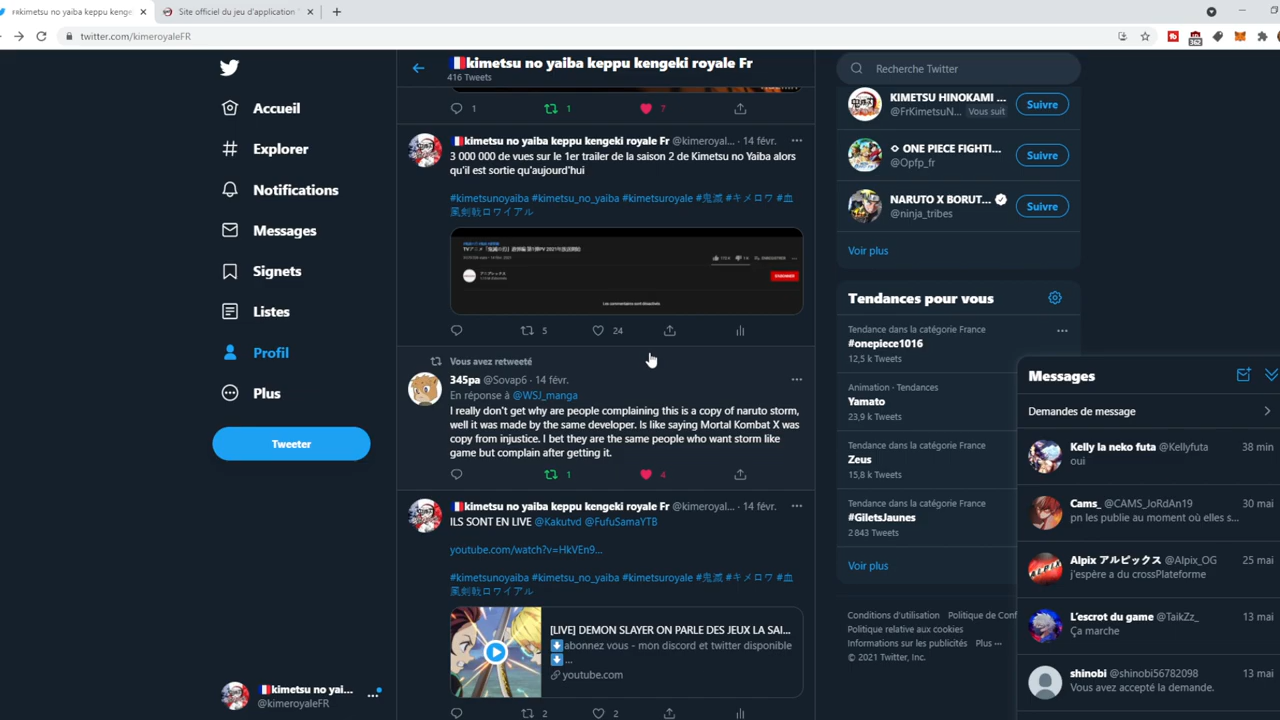 kimetsu no yaiba keppu kenge
Site officiel du jeu d'application
twitter.com/kimeroyaleFR
362
kimetsu no yaiba keppu kengeki royale Fr
416 Tweets
Recherche Twitter
Accueil
Explorer
Notifications
Messages
Signets
Listes
Profil
Plus
Tweeter
kimetsu no yai...
@kimeroyaleFR
1
1
7
kimetsu no yaiba keppu kengeki royale Fr @kimeroyal... · 14 févr.
3 000 000 de vues sur le 1er trailer de la saison 2 de Kimetsu no Yaiba alors
qu'il est sortie qu'aujourd'hui
#kimetsunoyaiba #kimetsu_no_yaiba #kimetsuroyale #鬼滅 #キメロワ #血
風剣戟ロワイアル
Les commentaires sont désactivés
5
24
Vous avez retweeté
345pa @Sovap6 · 14 févr.
En réponse à @WSJ_manga
I really don't get why are people complaining this is a copy of naruto storm,
well it was made by the same developer. Is like saying Mortal Kombat X was
copy from injustice. I bet they are the same people who want storm like
game but complain after getting it.
1
4
kimetsu no yaiba keppu kengeki royale Fr @kimeroyal... · 14 févr.
ILS SONT EN LIVE @Kakutvd @FufuSamaYTB
youtube.com/watch?v=HkVEn9...
#kimetsunoyaiba #kimetsu_no_yaiba #kimetsuroyale #鬼滅 #キメロワ #血
風剣戟ロワイアル
[LIVE] DEMON SLAYER ON PARLE DES JEUX LA SAI...
abonnez vous - mon discord et twitter disponible
...
youtube.com
2
2
KIMETSU HINOKAMI ...
@FrKimetsuN... Vous suit
Suivre
ONE PIECE FIGHTI...
@Opfp_fr
Suivre
NARUTO X BORUT...
@ninja_tribes
Suivre
Voir plus
Tendances pour vous
Tendance dans la catégorie France
#onepiece1016
12,5 k Tweets
Animation · Tendances
Yamato
23,9 k Tweets
Tendance dans la catégorie France
Zeus
15,8 k Tweets
Tendance dans la catégorie France
#GiletsJaunes
2 843 Tweets
Voir plus
Conditions d'utilisation Politique de Conf
Politique relative aux cookies
Informations sur les publicités Plus ...
© 2021 Twitter, Inc.
Messages
Demandes de message
Kelly la neko futa @Kellyfuta
38 min
oui
Cams_ @CAMS_IoRdAn19
30 mai
pn les publie au moment où elles s...
Alpix アルピックス @Alpix_OG
25 mai
j'espère a du crossPlateforme
L'escrot du game @TaikZz_
13 mai
Ça marche
shinobi @shinobi56782098
13 mai
Vous avez accepté la demande.